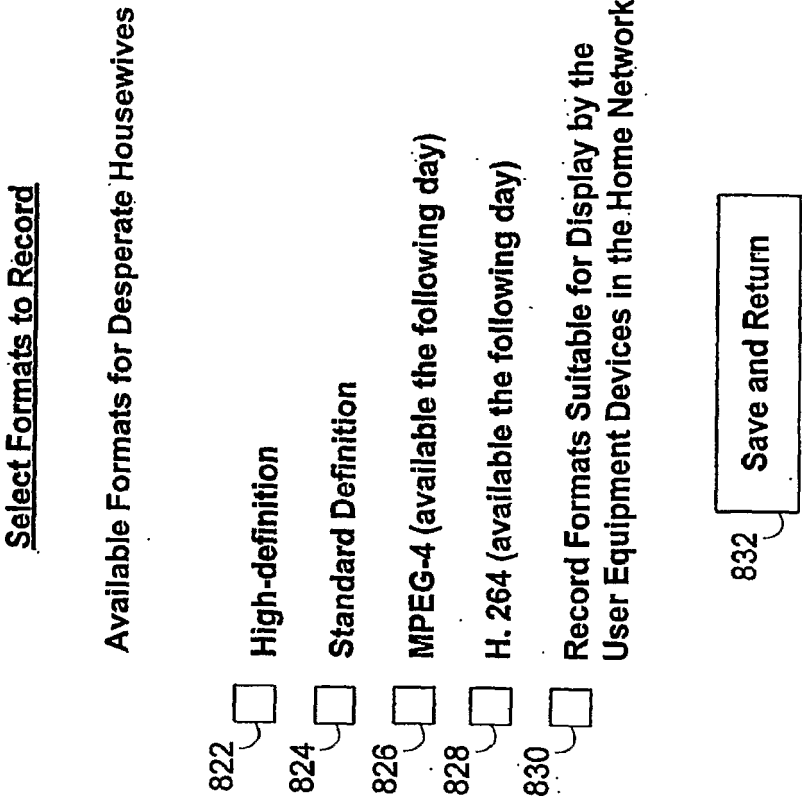 Select Formats to Record
Available Formats for Desperate Housewives
822 High-definition
824 Standard Definition
826 MPEG-4 (available the following day)
828 H. 264 (available the following day)
830 Record Formats Suitable for Display by the
User Equipment Devices in the Home Network
832 Save and Return